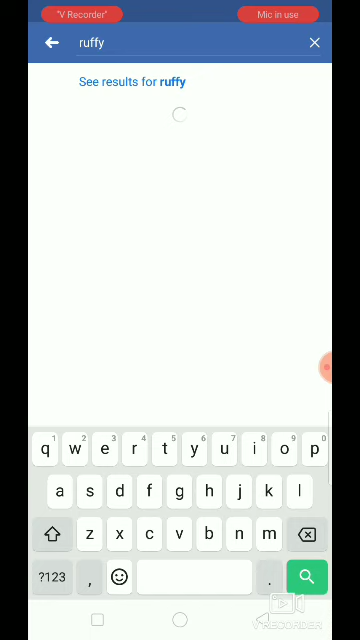 "V Recorder"
Mic in use
ruffy
See results for ruffy
1 2 3 4 5 6 7 8 9 0
q w e r t y u i o p
a s d f g h j k l
z x c v b n m
?123 , .
V RECORDER